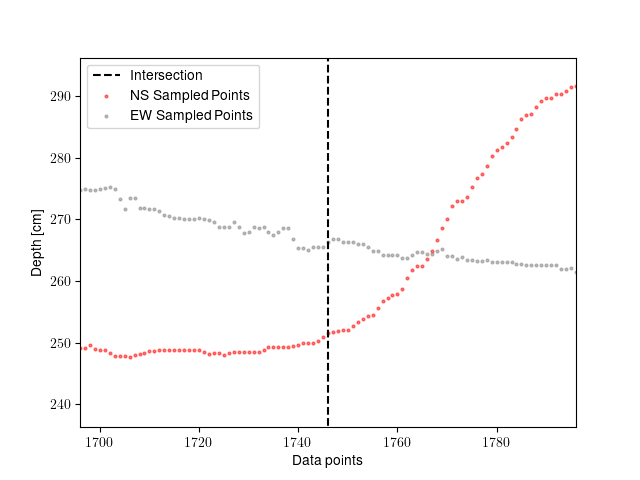 Intersection
NS Sampled Points
EW Sampled Points
Depth [cm]
290
280
270
260
250
240
1700 1720 1740 1760 1780
Data points